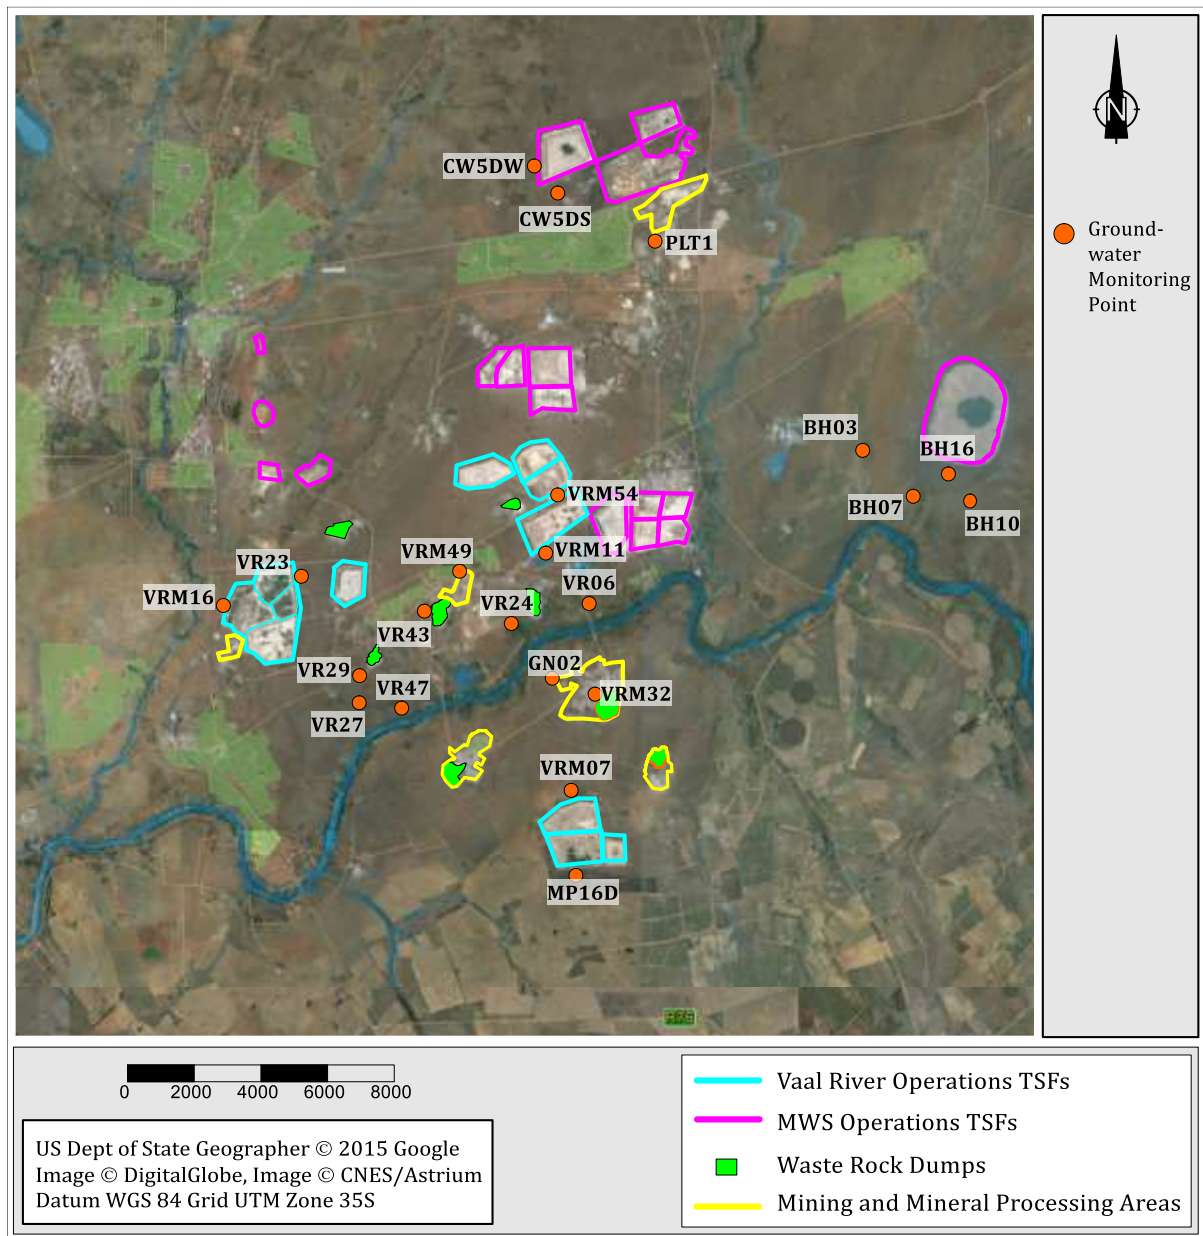 N
CW5DW
CW5DS
PLT1
Ground-
water
Monitoring
Point
BH03
BH16
BH07
BH10
VRM54
VRM11
VRM49
VR23
VR06
VRM16
VR24
VR43
GN02
VR29
VR47
VRM32
VR27
VRM07
MP16D
0 2000 4000 6000 8000
US Dept of State Geographer © 2015 Google
Image © DigitalGlobe, Image © CNES/Astrium
Datum WGS 84 Grid UTM Zone 35S
Vaal River Operations TSFs
MWS Operations TSFs
Waste Rock Dumps
Mining and Mineral Processing Areas